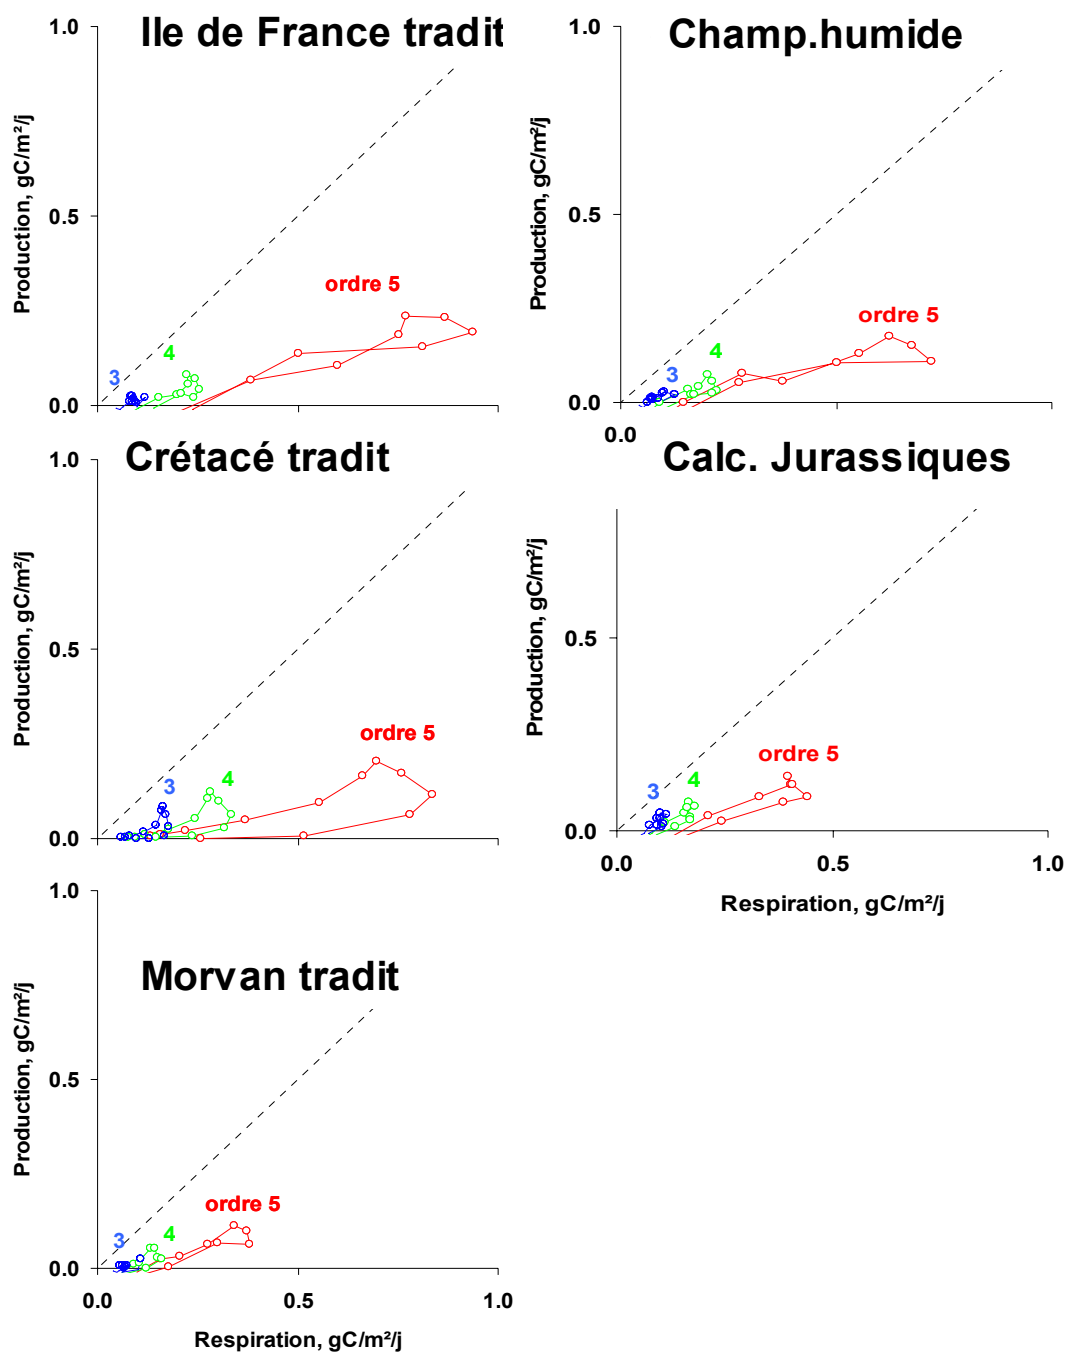 Ile de France tradit
1.0
Production, gC/m²/j
0.5
ordre 5
4
3
0.0
Champ.humide
1.0
Production, gC/m²/j
0.5
ordre 5
4
3
0.0
0.0
Crétacé tradit
1.0
Production, gC/m²/j
0.5
ordre 5
4
3
0.0
Calc. Jurassiques
Production, gC/m²/j
0.5
ordre 5
4
3
0.0
0.0
0.5
1.0
Respiration, gC/m²/j
1.0
Morvan tradit
Production, gC/m²/j
0.5
ordre 5
4
3
0.0
0.0
0.5
1.0
Respiration, gC/m²/j